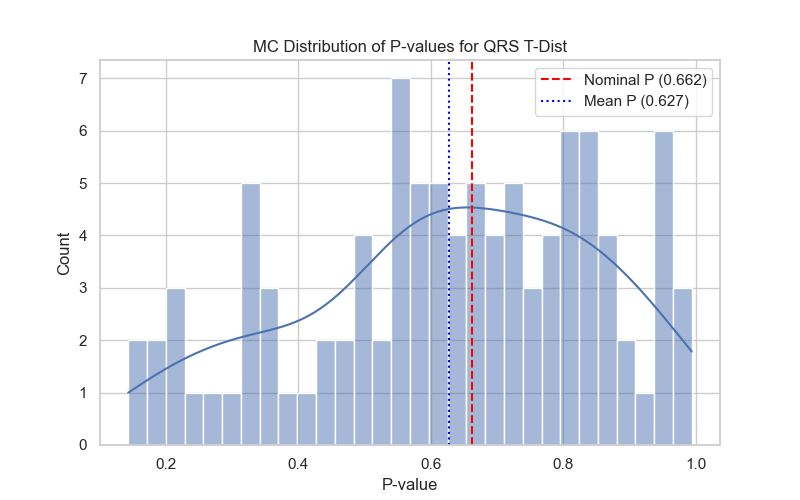 MC Distribution of P-values for QRS T-Dist
Nominal P (0.662)
Mean P (0.627)
7
6
5
4
3
2
1
0
Count
0.2 0.4 0.6 0.8 1.0
P-value